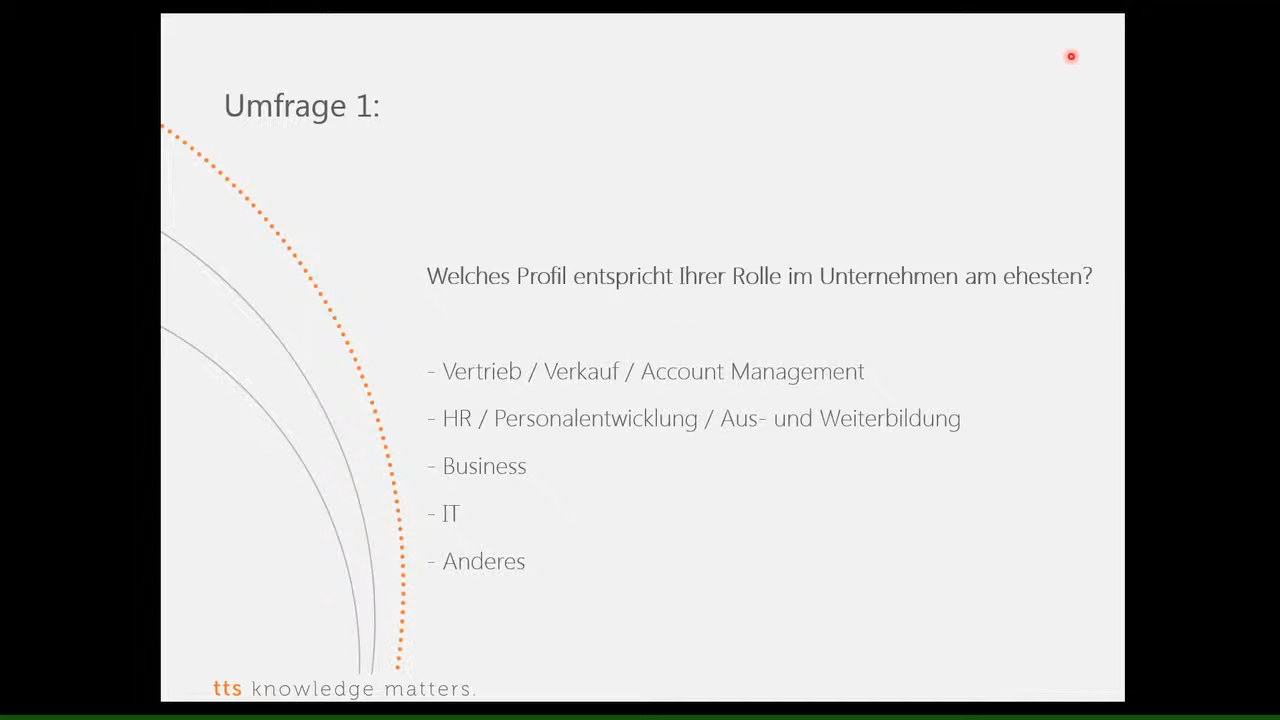 Umfrage 1:
Welches Profil entspricht Ihrer Rolle im Unternehmen am ehesten?
- Vertrieb / Verkauf / Account Management
- HR / Personalentwicklung / Aus- und Weiterbildung
- Business
- IT
- Anderes
tts knowledge matters.